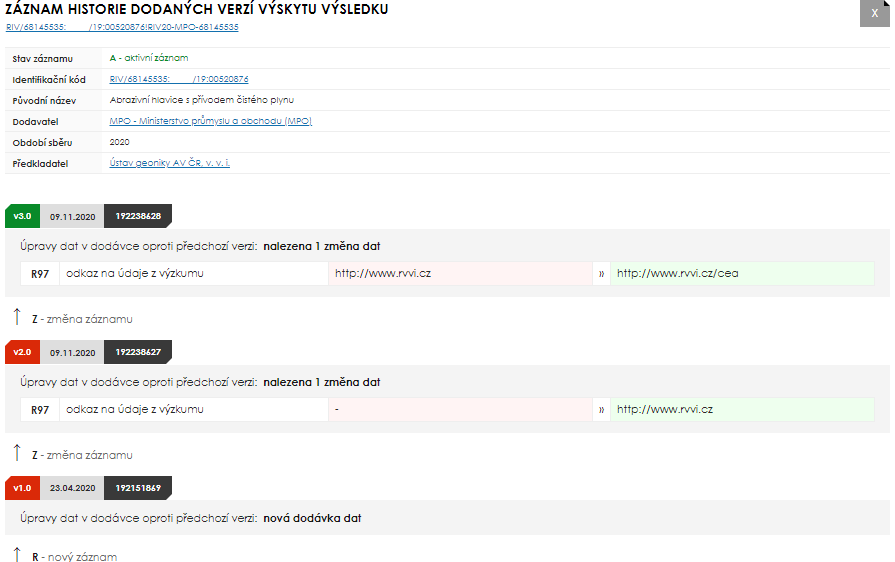 ZÁZNAM HISTORIE DODANÝCH VERZÍ VÝSKYTU VÝSLEDKU
X
RIV/68145535:_____/19:00520876!RIV20-MPO-68145535
Stav záznamu A - aktivní záznam
Identifikační kód RIV/68145535:_____/19:00520876
Původní název Abrazivní hlavice s přívodem čistého plynu
Dodavatel MPO - Ministerstvo průmyslu a obchodu (MPO)
Období sběru 2020
Předkladatel Ústav geoniky AV ČR, v. v. i.
v3.0 09.11.2020 192238628
Úpravy dat v dodávce oproti předchozí verzi: nalezena 1 změna dat
R97 odkaz na údaje z výzkumu http://www.rvvi.cz » http://www.rvvi.cz/cea
↑ Z - změna záznamu
v2.0 09.11.2020 192238627
Úpravy dat v dodávce oproti předchozí verzi: nalezena 1 změna dat
R97 odkaz na údaje z výzkumu - » http://www.rvvi.cz
↑ Z - změna záznamu
v1.0 23.04.2020 192151869
Úpravy dat v dodávce oproti předchozí verzi: nová dodávka dat
↑ R - nový záznam